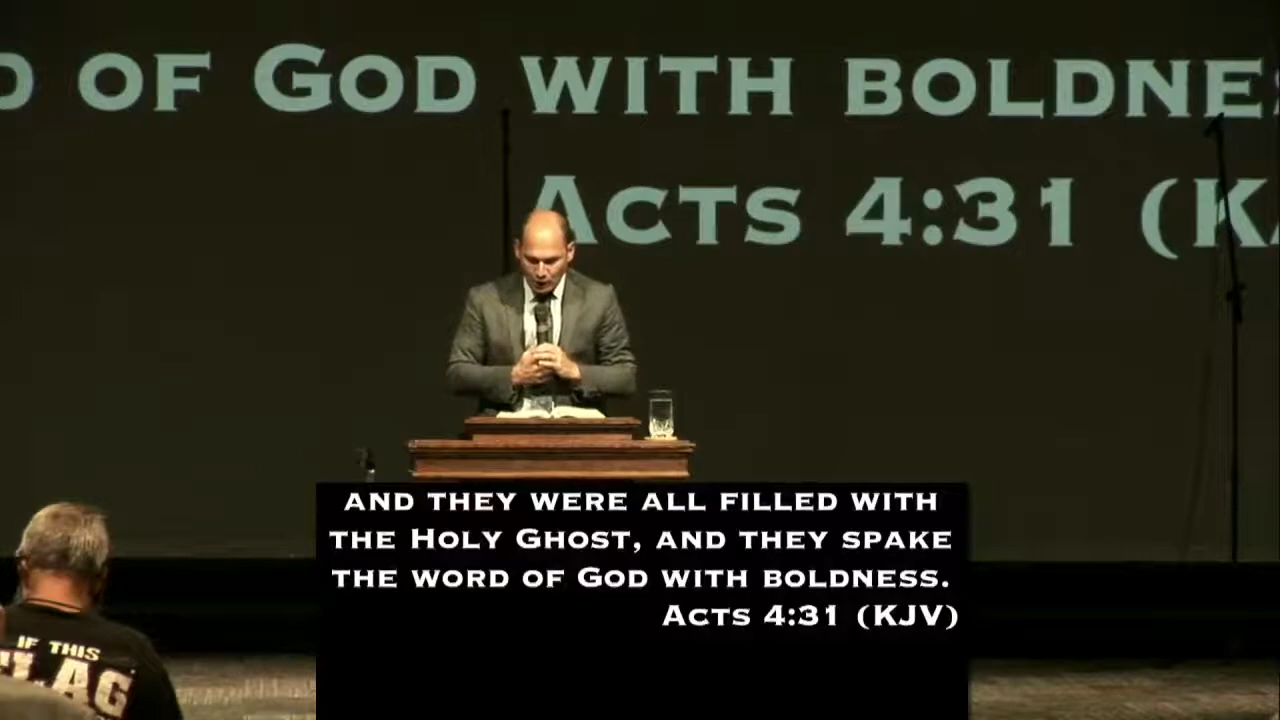 D OF GOD WITH BOLDNE
ACTS 4:31 (K
AND THEY WERE ALL FILLED WITH
THE HOLY GHOST, AND THEY SPAKE
THE WORD OF GOD WITH BOLDNESS.
ACTS 4:31 (KJV)
IF THIS
FLAG